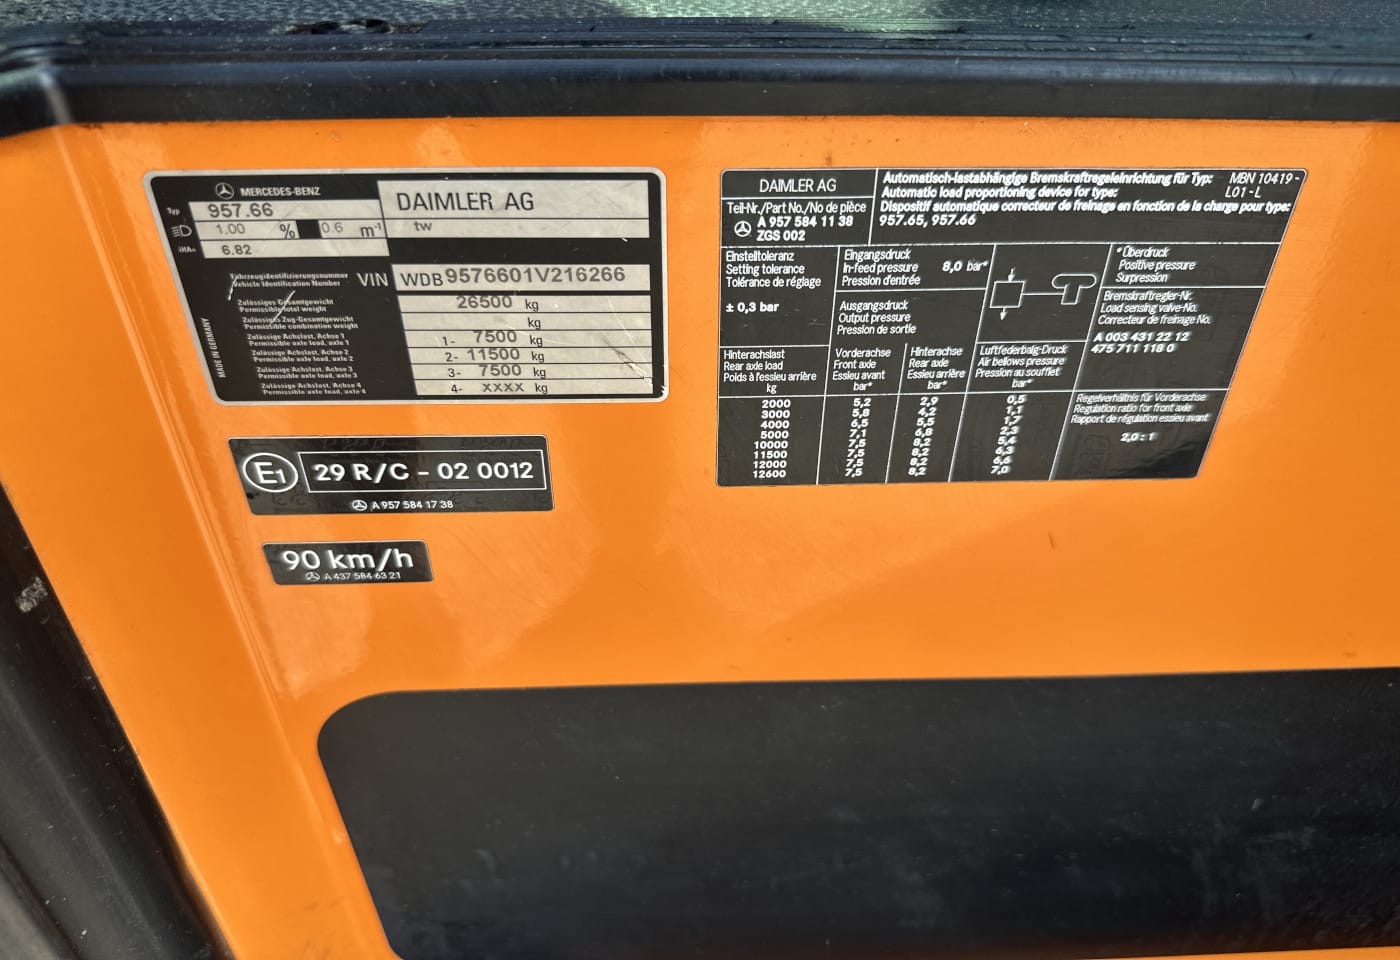 MERCEDES-BENZ
DAIMLER AG
Typ 957.66
tw
1.00 % 0.6 m⁻¹
6.82
Fahrzeugidentifizierungsnummer
Vehicle Identification Number
VIN WDB9576601V216266
Zulässiges Gesamtgewicht
Permissible total weight
26500 kg
Zulässiges Zug-Gesamtgewicht
Permissible combination weight
kg
Zulässige Achslast, Achse 1
Permissible axle load, axle 1
1- 7500 kg
Zulässige Achslast, Achse 2
Permissible axle load, axle 2
2- 11500 kg
Zulässige Achslast, Achse 3
Permissible axle load, axle 3
3- 7500 kg
Zulässige Achslast, Achse 4
Permissible axle load, axle 4
4- XXXX kg
MADE IN GERMANY
E1 29 R/C - 02 0012
A 957 584 17 38
90 km/h
A 437 584 63 21
DAIMLER AG
Teil-Nr./Part No./No de pièce
A 957 584 11 38
ZGS 002
Automatisch-lastabhängige Bremskraftregeleinrichtung für Typ:
Automatic load proportioning device for type:
Dispositif automatique correcteur de freinage en fonction de la charge pour type:
957.65, 957.66
MBN 10419 -
L01 - L
Einstelltoleranz
Setting tolerance
Tolérance de réglage
± 0,3 bar
Eingangsdruck
In-feed pressure
Pression d'entrée
8,0 bar*
Ausgangsdruck
Output pressure
Pression de sortie
* Überdruck
Positive pressure
Surpression
Bremskraftregler-Nr.
Load sensing valve-No.
Correcteur de freinage No.
A 003 431 22 12
475 711 118 0
Hinterachslast
Rear axle load
Poids à l'essieu arrière
kg
Vorderachse
Front axle
Essieu avant
bar*
Hinterachse
Rear axle
Essieu arrière
bar*
Luftfederbalg-Druck
Air bellows pressure
Pression au soufflet
bar*
2000 5,2 2,9 0,5
3000 5,8 4,2 1,1
4000 6,5 5,5 1,7
5000 7,1 6,8 2,3
10000 7,5 8,2 5,4
11500 7,5 8,2 6,3
12000 7,5 8,2 6,6
12600 7,5 8,2 7,0
Regelverhältnis für Vorderachse
Regulation ratio for front axle
Rapport de régulation essieu avant
2,0 : 1